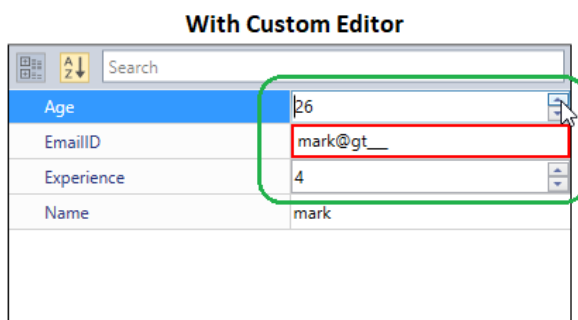 With Custom Editor
A Z Search
Age 26
EmailID mark@gt__
Experience 4
Name mark